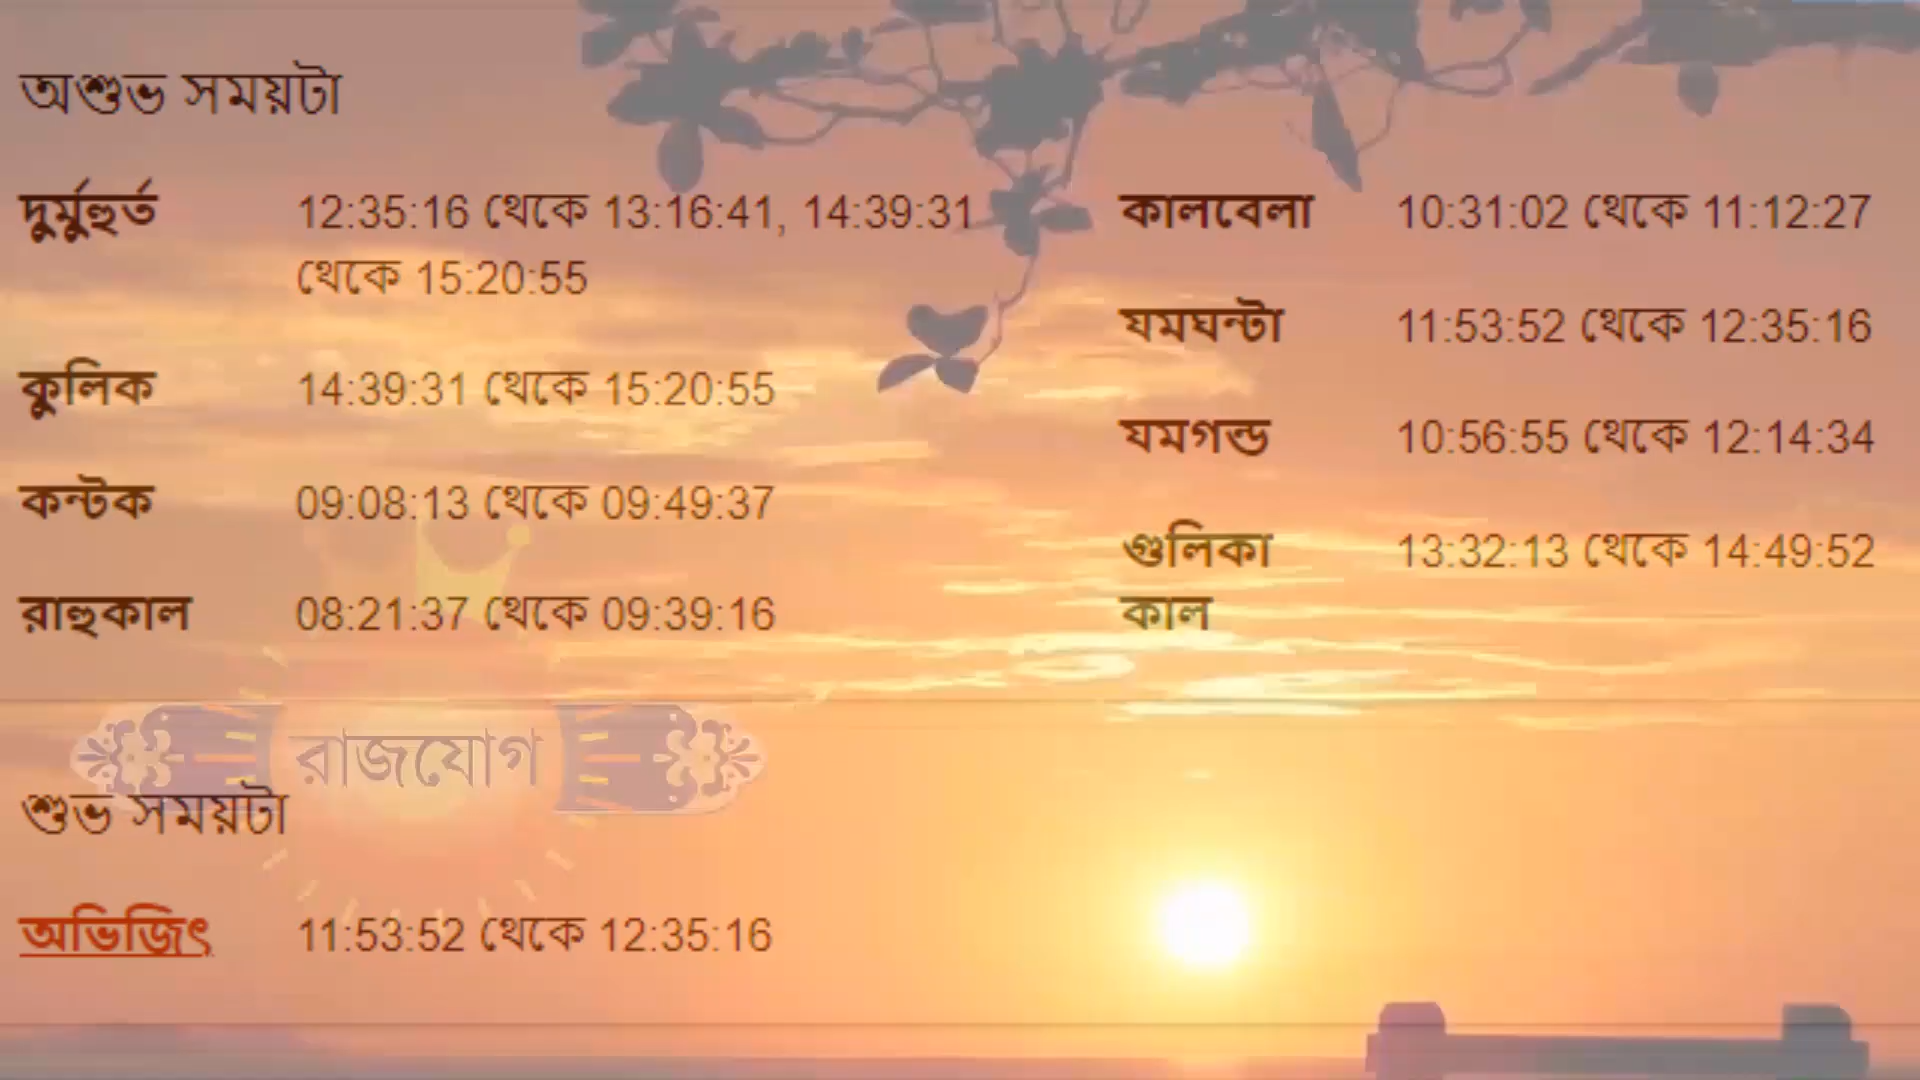 অশুভ সময়টা
দুর্মুহুর্ত 12:35:16 থেকে 13:16:41, 14:39:31
থেকে 15:20:55
কুলিক 14:39:31 থেকে 15:20:55
কন্টক 09:08:13 থেকে 09:49:37
রাহুকাল 08:21:37 থেকে 09:39:16
কালবেলা 10:31:02 থেকে 11:12:27
যমঘন্টা 11:53:52 থেকে 12:35:16
যমগন্ড 10:56:55 থেকে 12:14:34
গুলিকা 13:32:13 থেকে 14:49:52
কাল
রাজযোগ
শুভ সময়টা
অভিজিৎ 11:53:52 থেকে 12:35:16